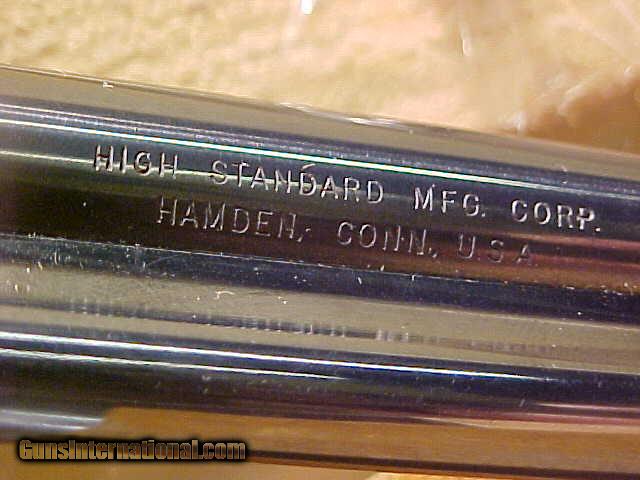 HIGH STANDARD MFG. CORP.
HAMDEN, CONN, U.S.A.
GunsInternational.com